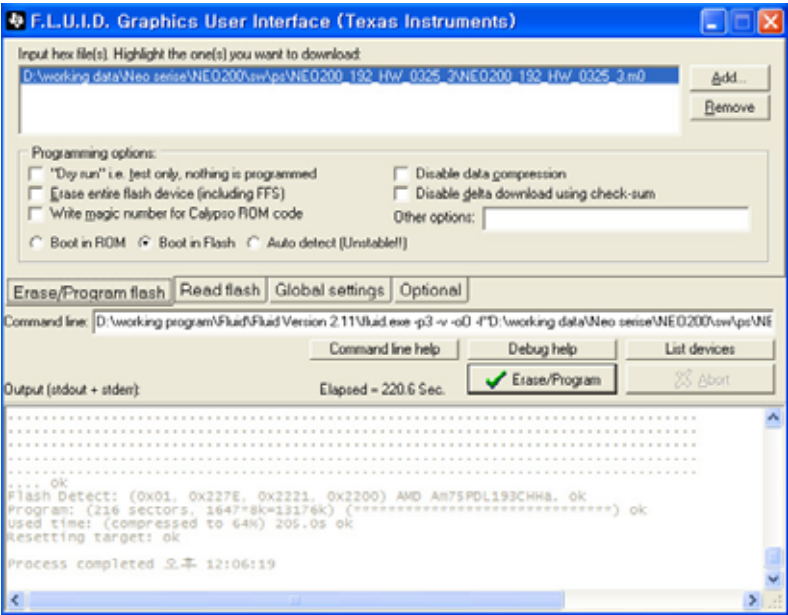 F.L.U.I.D. Graphics User Interface (Texas Instruments)
Input hex file(s). Highlight the one(s) you want to download:
D:\working data\Neo serise\NEO200\sw\ps\NEO200_192_HW_0325_3\NEO200_192_HW_0325_3.m0
Add...
Remove
Programming options:
"Dry run" i.e. test only, nothing is programmed
Disable data compression
Erase entire flash device (including FFS)
Disable delta download using check-sum
Write magic number for Calypso ROM code
Other options:
Boot in ROM Boot in Flash Auto detect (Unstable!!)
Erase/Program flash Read flash Global settings Optional
Command line: D:\working program\Fluid\Fluid Version 2.11\fluid.exe -p3 -v -o0 -f"D:\working data\Neo serise\NEO200\sw\ps\NE
Command line help Debug help List devices
Output (stdout + stderr): Elapsed = 220.6 Sec. Erase/Program Abort
.... ok
Flash Detect: (0x01, 0x227E, 0x2221, 0x2200) AMD Am75PDL193CHHa. ok
Program: (216 sectors, 1647*8k=13176k) (********************************) ok
Used time: (compressed to 64%) 205.0s ok
Resetting target: ok
Process completed 오후 12:06:19